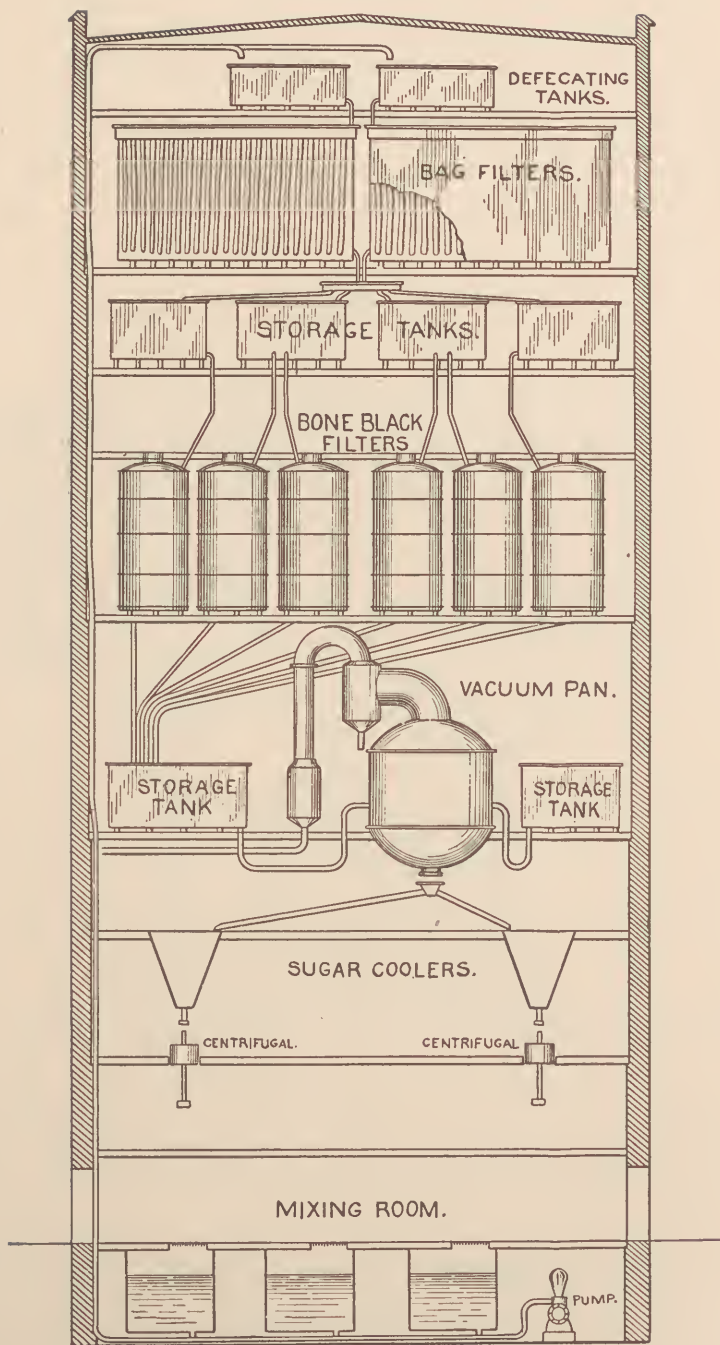 DEFECATING
TANKS.
BAG FILTERS.
STORAGE TANKS.
BONE BLACK
FILTERS
VACUUM PAN.
STORAGE
TANK
STORAGE
TANK
SUGAR COOLERS.
CENTRIFUGAL.
CENTRIFUGAL
MIXING ROOM.
PUMP.